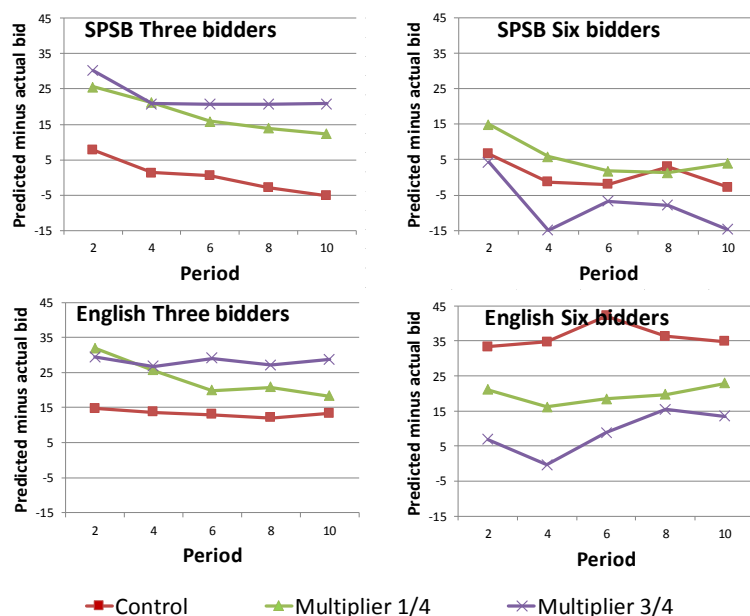 SPSB Three bidders
Predicted minus actual bid
45
35
25
15
5
-5
-15
2 4 6 8 10
Period
SPSB Six bidders
Predicted minus actual bid
45
35
25
15
5
-5
-15
2 4 6 8 10
Period
English Three bidders
Predicted minus actual bid
45
35
25
15
5
-5
-15
2 4 6 8 10
Period
English Six bidders
Predicted minus actual bid
45
35
25
15
5
-5
-15
2 4 6 8 10
Period
Control Multiplier 1/4 Multiplier 3/4